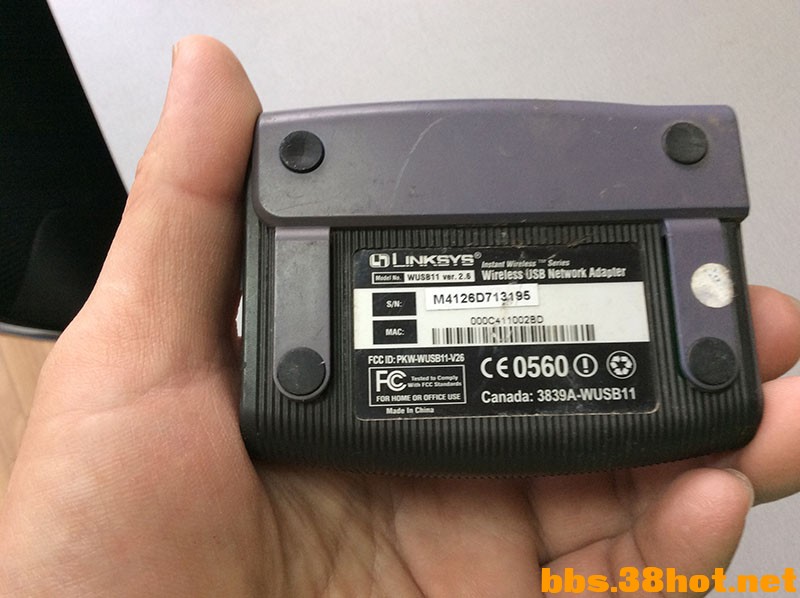 LINKSYS® Instant Wireless™ Series
Model No. WUSB11 ver. 2.6 Wireless USB Network Adapter
S/N: M4126D713195
MAC: 000C411002BD
FCC ID: PKW-WUSB11-V26
FC Tested to Comply
With FCC Standards
FOR HOME OR OFFICE USE
Made In China
CE 0560
Canada: 3839A-WUSB11
bbs.38hot.net